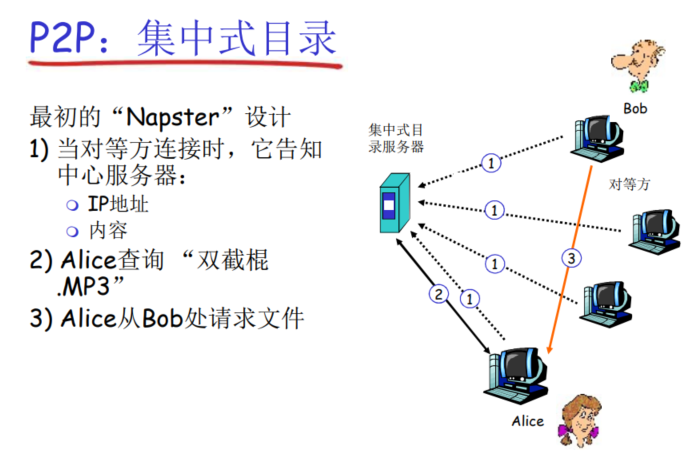 P2P：集中式目录
最初的“Napster”设计
1) 当对等方连接时，它告知
中心服务器：
IP地址
内容
2) Alice查询 “双截棍
.MP3”
3) Alice从Bob处请求文件
集中式目
录服务器
Bob
对等方
1
1
1
3
2
1
Alice